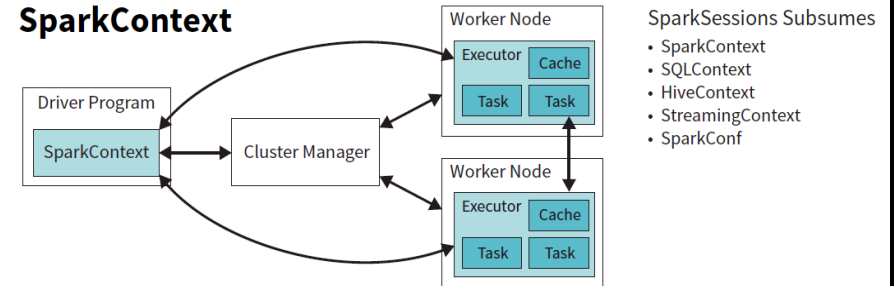 SparkContext
Driver Program
SparkContext
Cluster Manager
Worker Node
Executor
Cache
Task
Task
Worker Node
Executor
Cache
Task
Task
SparkSessions Subsumes
• SparkContext
• SQLContext
• HiveContext
• StreamingContext
• SparkConf